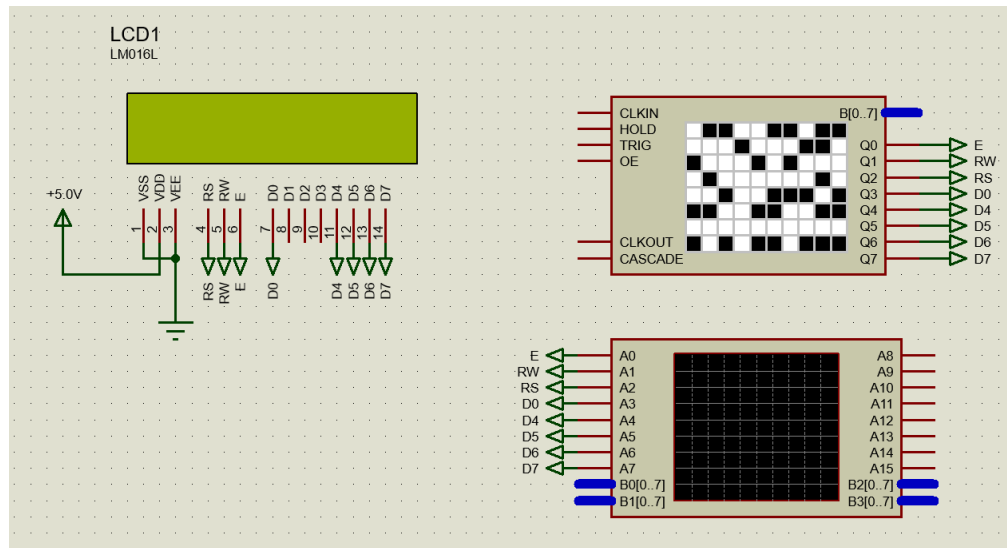 LCD1
LM016L
+5.0V
VSS
VDD
VEE
RS
RW
E
D0
D1
D2
D3
D4
D5
D6
D7
1
2
3
4
5
6
7
8
9
10
11
12
13
14
RS
RW
E
D0
D4
D5
D6
D7
CLKIN
HOLD
TRIG
OE
CLKOUT
CASCADE
B[0..7]
Q0 E
Q1 RW
Q2 RS
Q3 D0
Q4 D4
Q5 D5
Q6 D6
Q7 D7
E A0 A8
RW A1 A9
RS A2 A10
D0 A3 A11
D4 A4 A12
D5 A5 A13
D6 A6 A14
D7 A7 A15
B0[0..7] B2[0..7]
B1[0..7] B3[0..7]